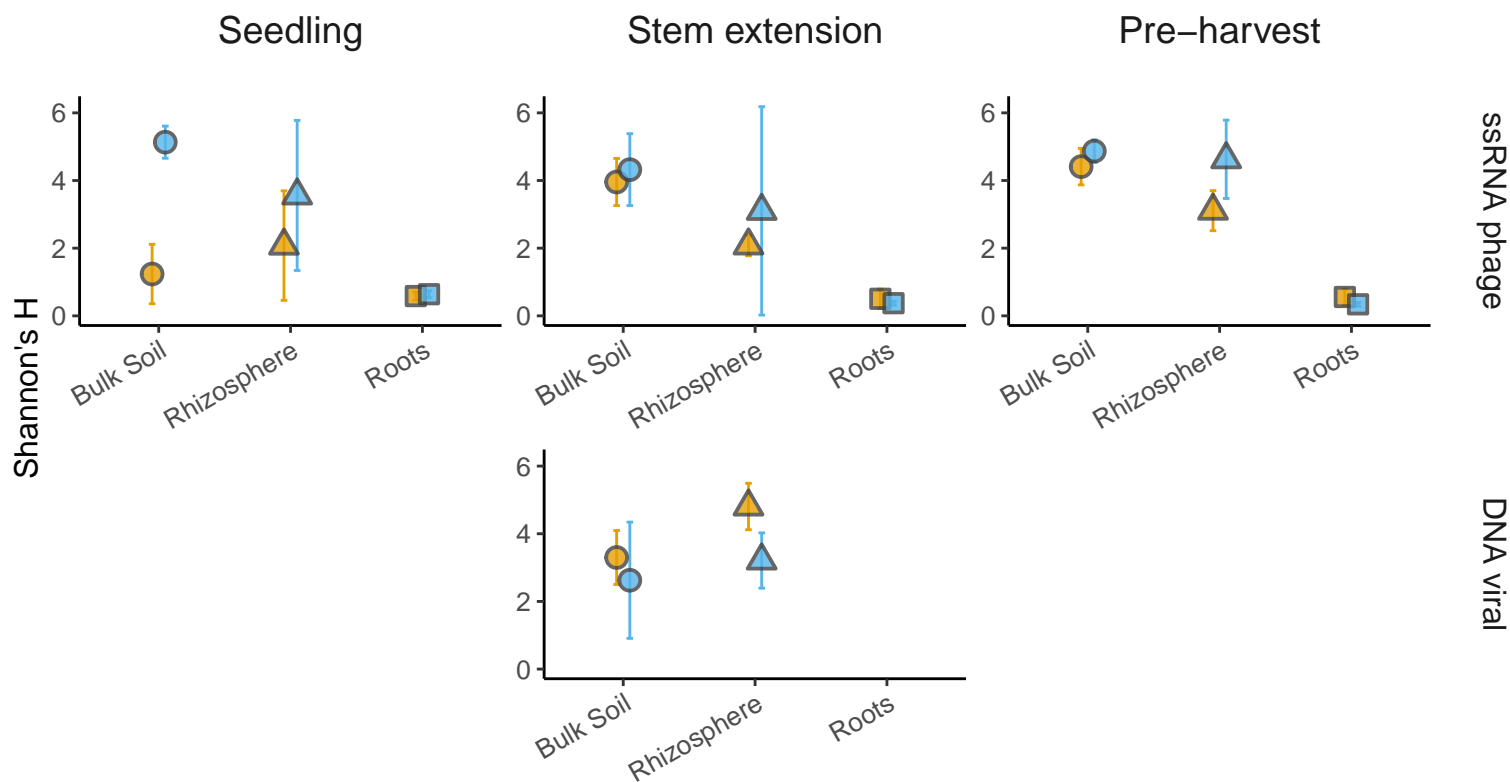 Seedling
Stem extension
Pre−harvest
6
4
2
0
Bulk Soil
Rhizosphere
Roots
6
4
2
0
Bulk Soil
Rhizosphere
Roots
6
4
2
0
Bulk Soil
Rhizosphere
Roots
ssRNA phage
Shannon's H
6
4
2
0
Bulk Soil
Rhizosphere
Roots
DNA viral